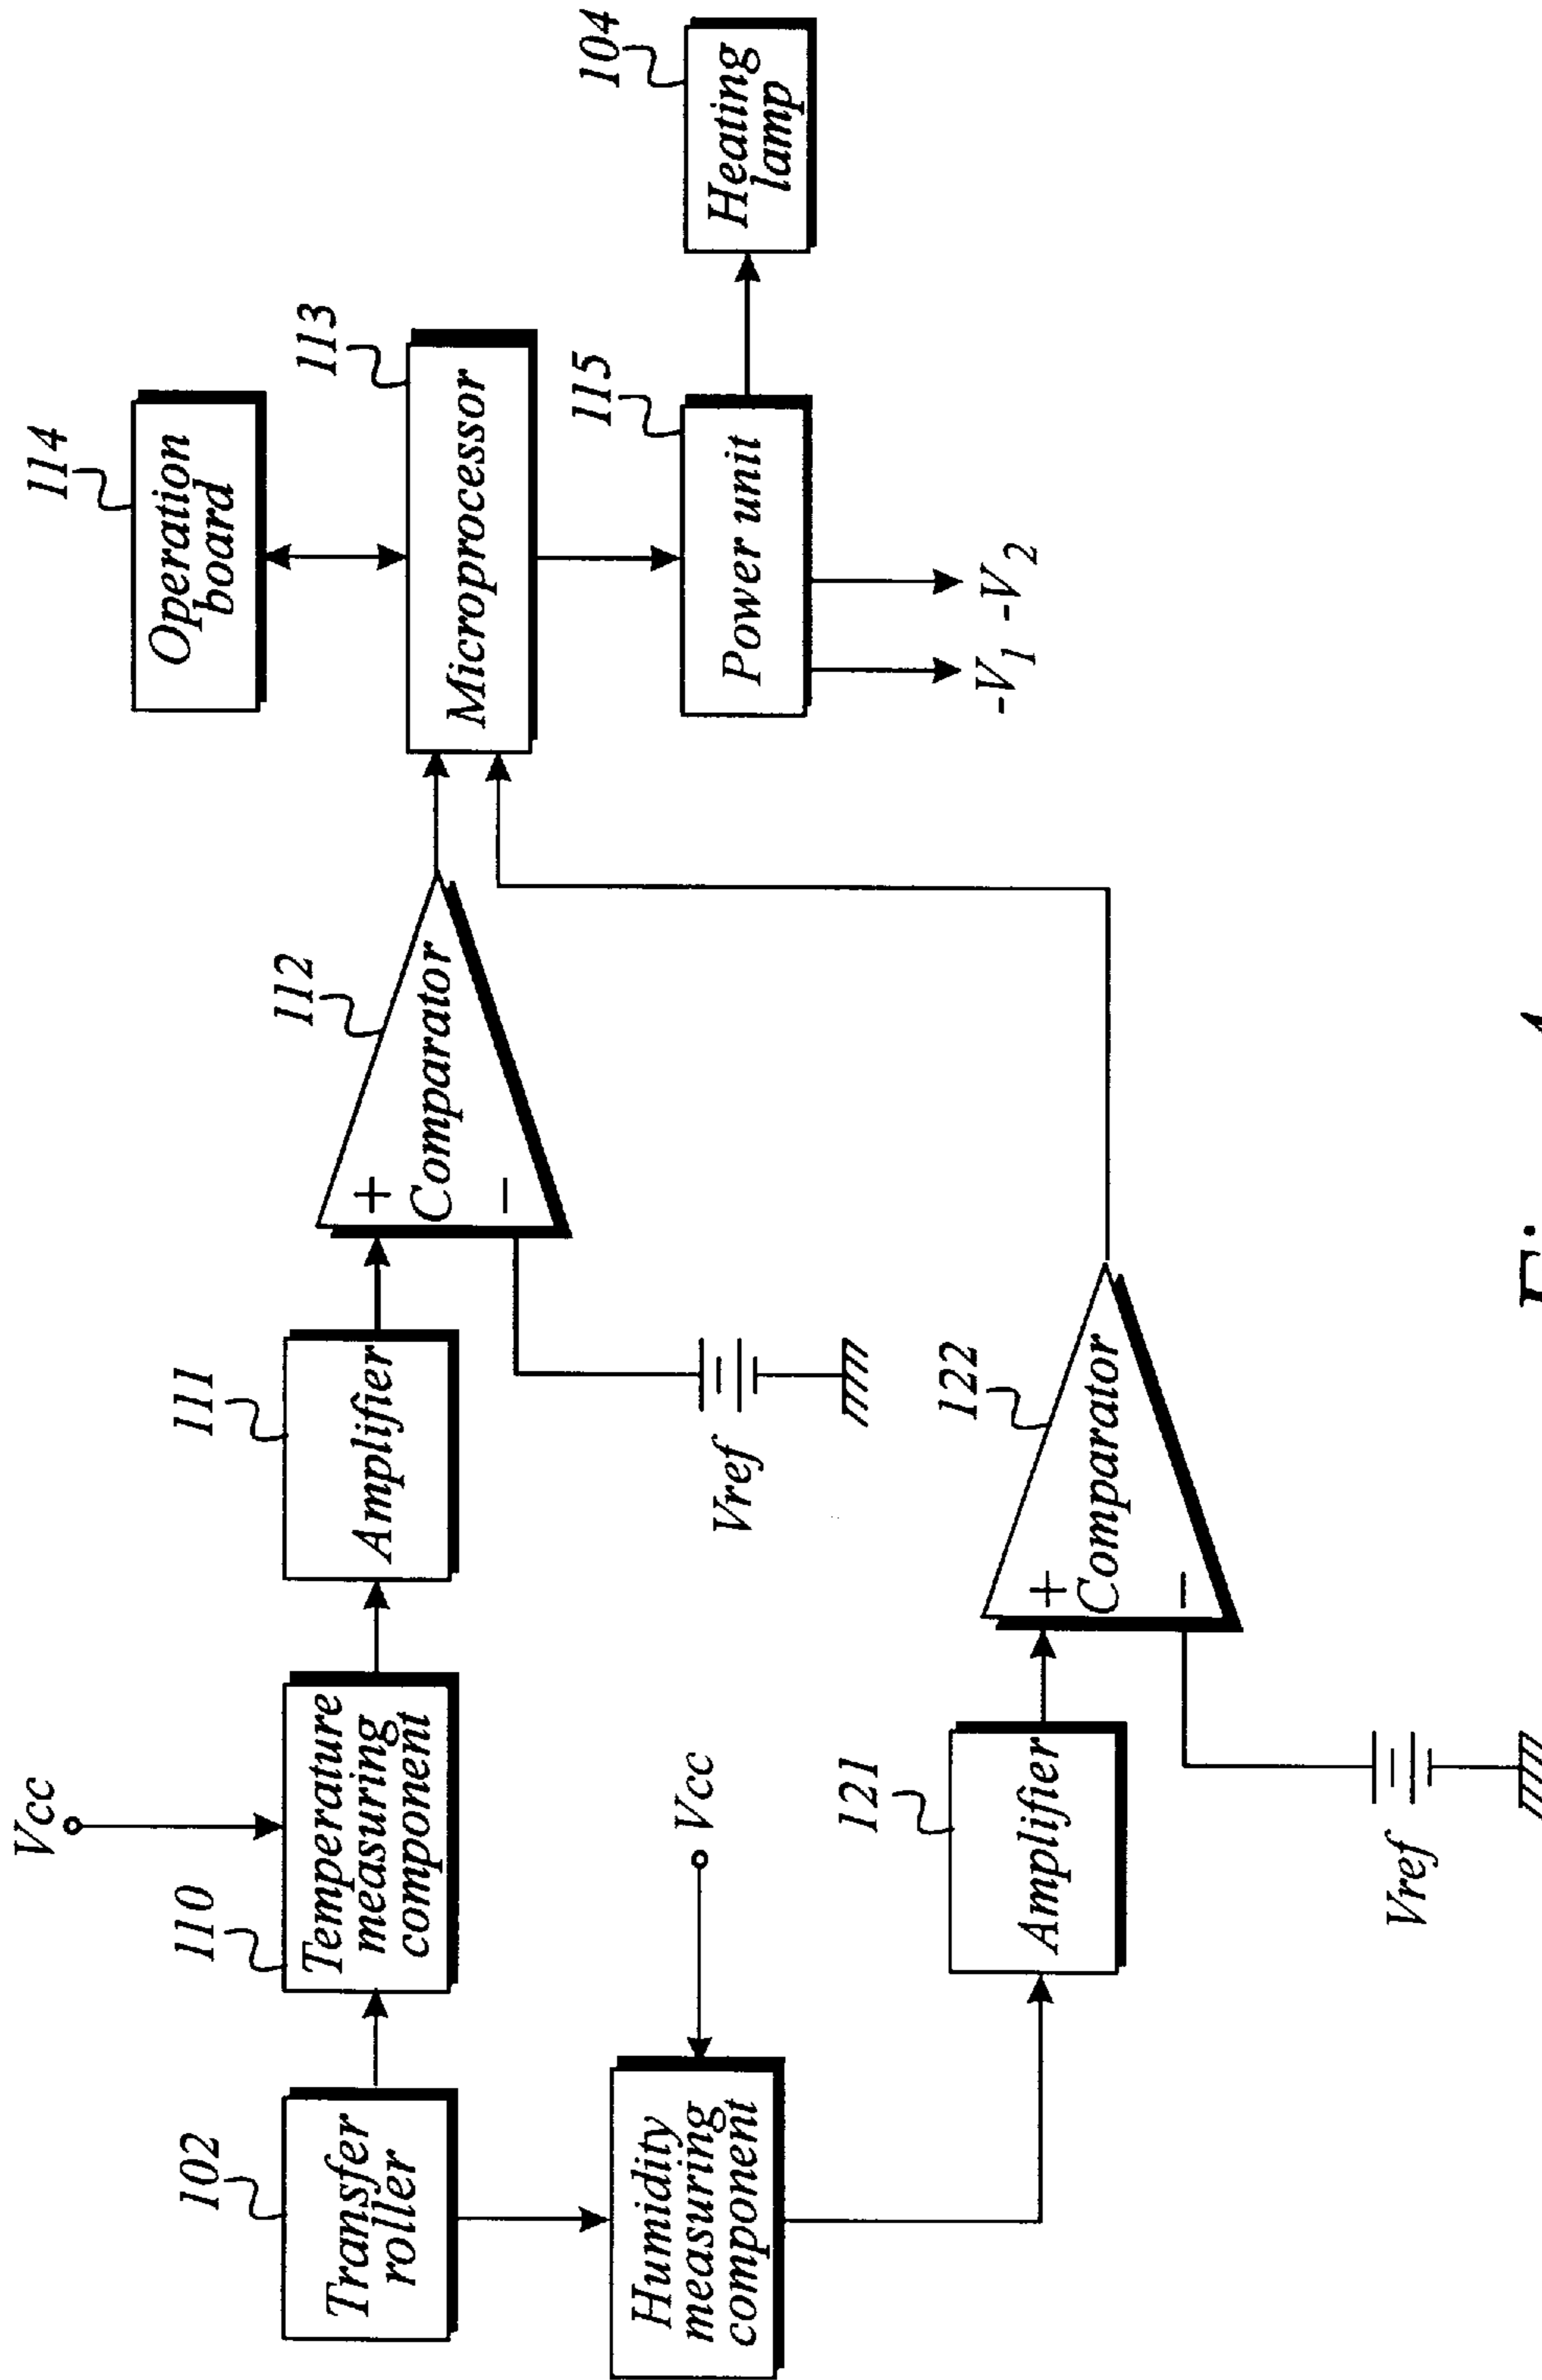 114
Operation
board
113
Microprocessor
115
Power unit
-V1 -V2
104
Heating
lamp
112
+
Comparator
−
111
Amplifier
Vref
Vcc
110
Temperature
measuring
component
102
Transfer
roller
Humidity
measuring
component
Vcc
121
Amplifier
122
+
Comparator
−
Vref